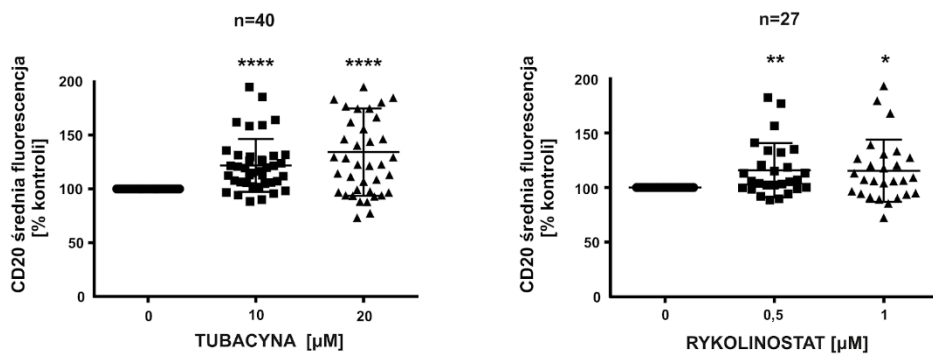 n=40
**** ****
CD20 średnia fluorescencja
[% kontroli]
200
150
100
50
0
0 10 20
TUBACYNA [µM]
n=27
** *
CD20 średnia fluorescencja
[% kontroli]
200
150
100
50
0
0 0,5 1
RYKOLINOSTAT [µM]